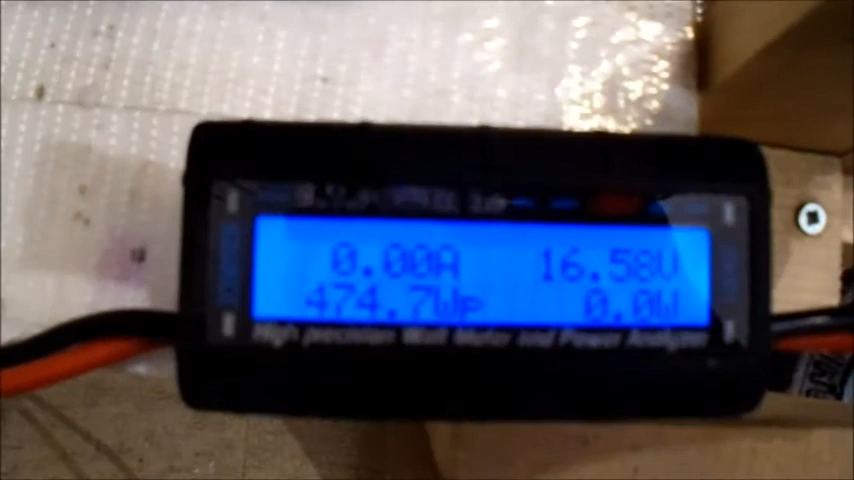 0.00A 16.58V
474.7Wp 0.0W
High precision Watt Meter and Power Analyzer